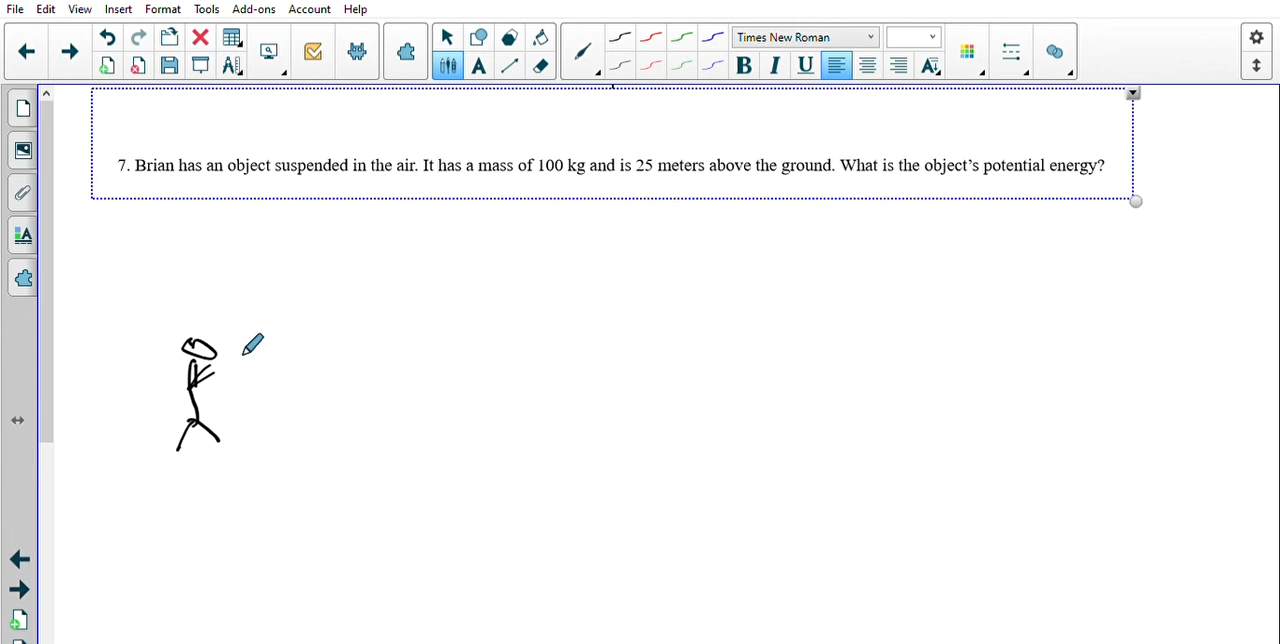 File Edit View Insert Format Tools Add-ons Account Help
Times New Roman
A B I U A
7. Brian has an object suspended in the air. It has a mass of 100 kg and is 25 meters above the ground. What is the object’s potential energy?